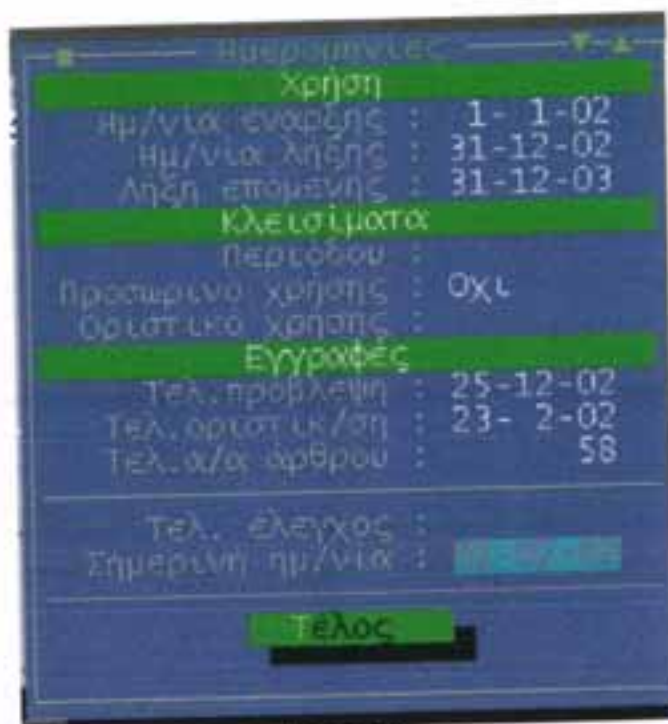 Ημερομηνίες
Χρήση
Ημ/νία έναρξης : 1- 1-02
Ημ/νία λήξης : 31-12-02
Λήξη επόμενης : 31-12-03
Κλεισίματα
Περιόδου :
Προσωρινό χρήσης : Οχι
Οριστικό χρήσης :
Εγγραφές
Τελ.πρόβλεψη : 25-12-02
Τελ.οριστικ/ση : 23- 2-02
Τελ.α/α άρθρου : 58
Τελ. έλεγχος :
Σημερινή ημ/νία :
Τέλος